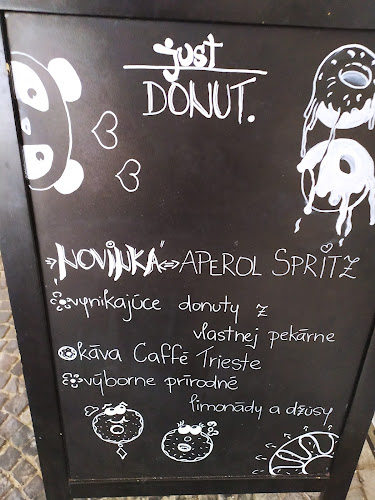 just
DONUT.
NOVINKA APEROL SPRITZ
vynikajúce donuty z
vlastnej pekárne
káva Caffé Trieste
výborne prírodné
limonády a džúsy